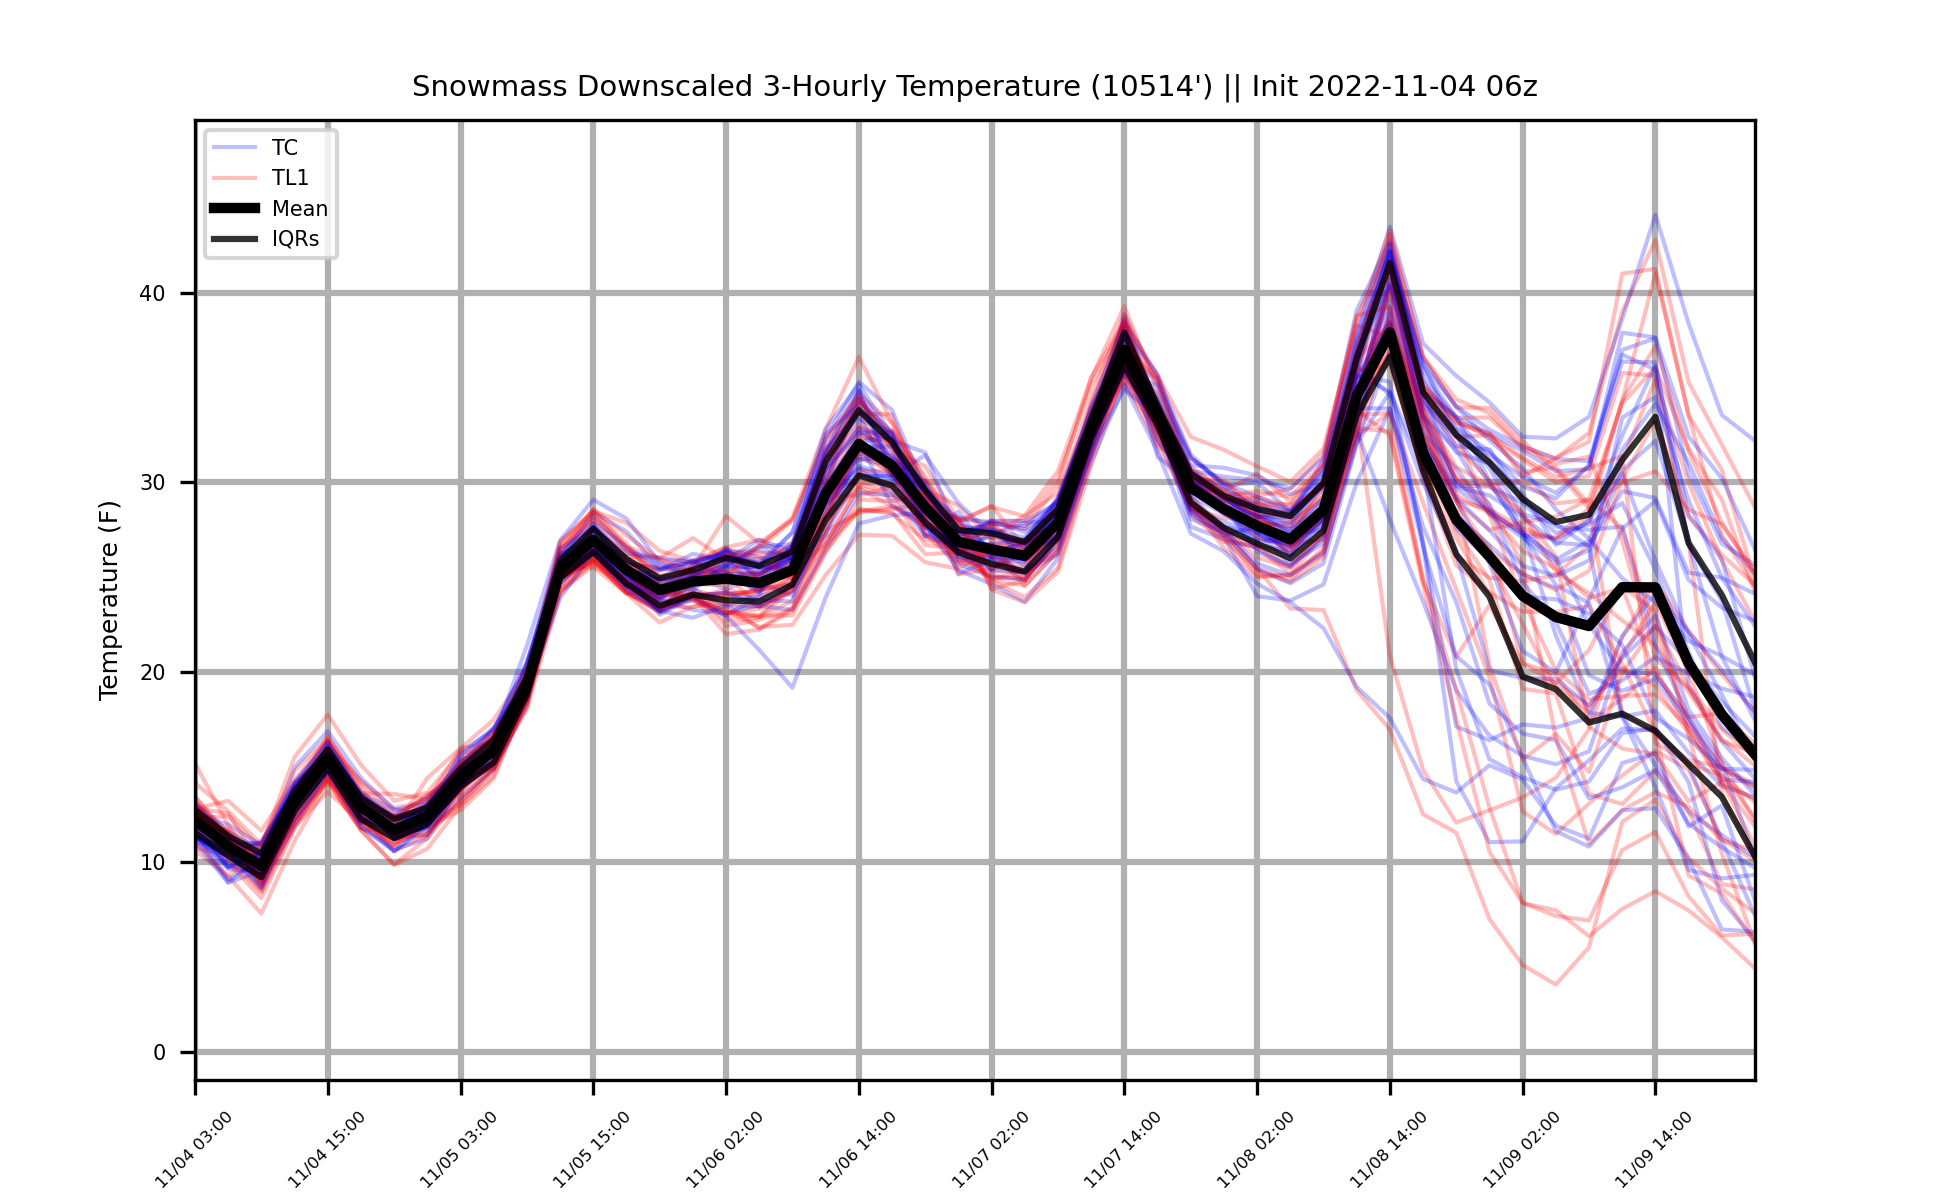 Snowmass Downscaled 3-Hourly Temperature (10514') || Init 2022-11-04 06z
TC
TL1
Mean
IQRs
Temperature (F)
40
30
20
10
0
11/04 03:00
11/04 15:00
11/05 03:00
11/05 15:00
11/06 02:00
11/06 14:00
11/07 02:00
11/07 14:00
11/08 02:00
11/08 14:00
11/09 02:00
11/09 14:00